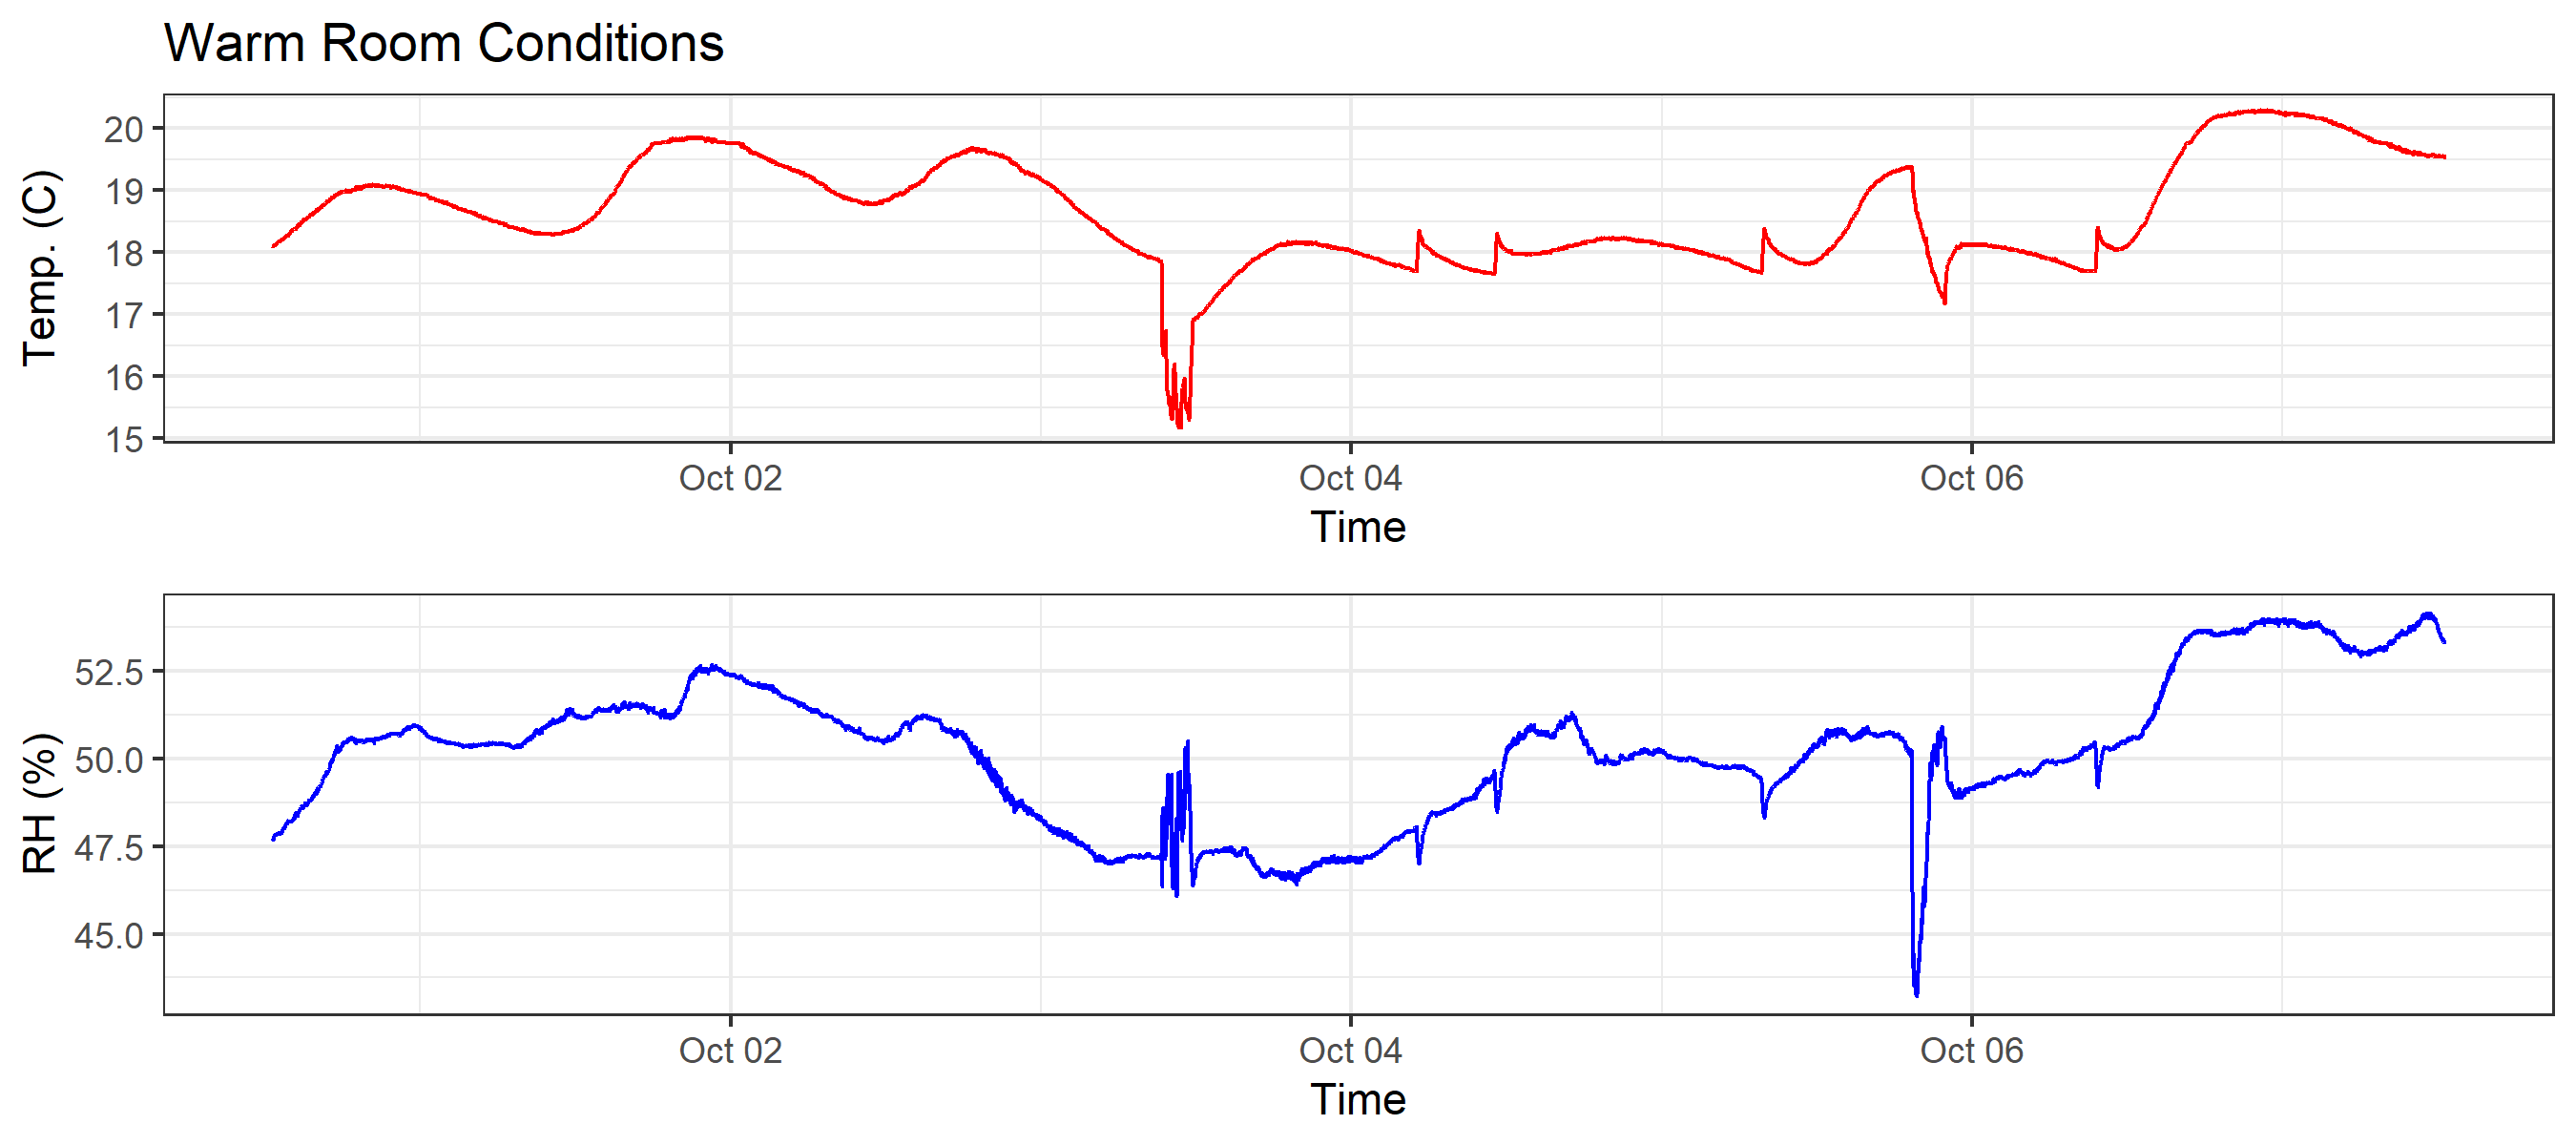 Warm Room Conditions
Temp. (C)
20
19
18
17
16
15
Oct 02 Oct 04 Oct 06
Time
RH (%)
52.5
50.0
47.5
45.0
Oct 02 Oct 04 Oct 06
Time